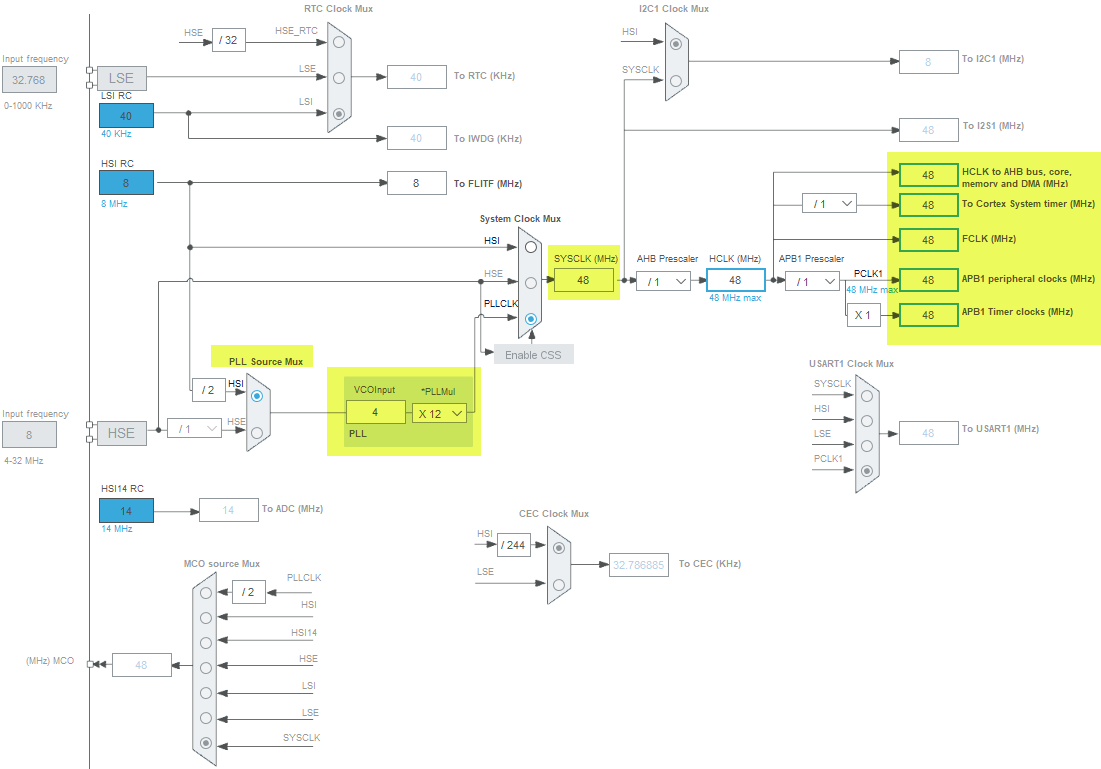 RTC Clock Mux
I2C1 Clock Mux
HSE
/ 32
HSE_RTC
HSI
Input frequency
32.768
0-1000 KHz
LSE
LSE
40
To RTC (KHz)
SYSCLK
8
To I2C1 (MHz)
LSI RC
40
40 KHz
LSI
40
To IWDG (KHz)
48
To I2S1 (MHz)
HSI RC
8
8 MHz
8
To FLITF (MHz)
48
HCLK to AHB bus, core,
memory and DMA (MHz)
/ 1
48
To Cortex System timer (MHz)
System Clock Mux
HSI
48
FCLK (MHz)
SYSCLK (MHz)
48
AHB Prescaler
/ 1
HCLK (MHz)
48
48 MHz max
APB1 Prescaler
/ 1
PCLK1
48 MHz max
48
APB1 peripheral clocks (MHz)
HSE
PLLCLK
X 1
48
APB1 Timer clocks (MHz)
Enable CSS
PLL Source Mux
/ 2
HSI
VCOInput
*PLLMul
4
X 12
PLL
USART1 Clock Mux
SYSCLK
HSI
LSE
PCLK1
48
To USART1 (MHz)
Input frequency
8
4-32 MHz
HSE
/ 1
HSE
HSI14 RC
14
14 MHz
14
To ADC (MHz)
CEC Clock Mux
HSI
/ 244
LSE
32.786885
To CEC (KHz)
MCO source Mux
/ 2
PLLCLK
HSI
HSI14
HSE
LSI
LSE
SYSCLK
(MHz) MCO
48